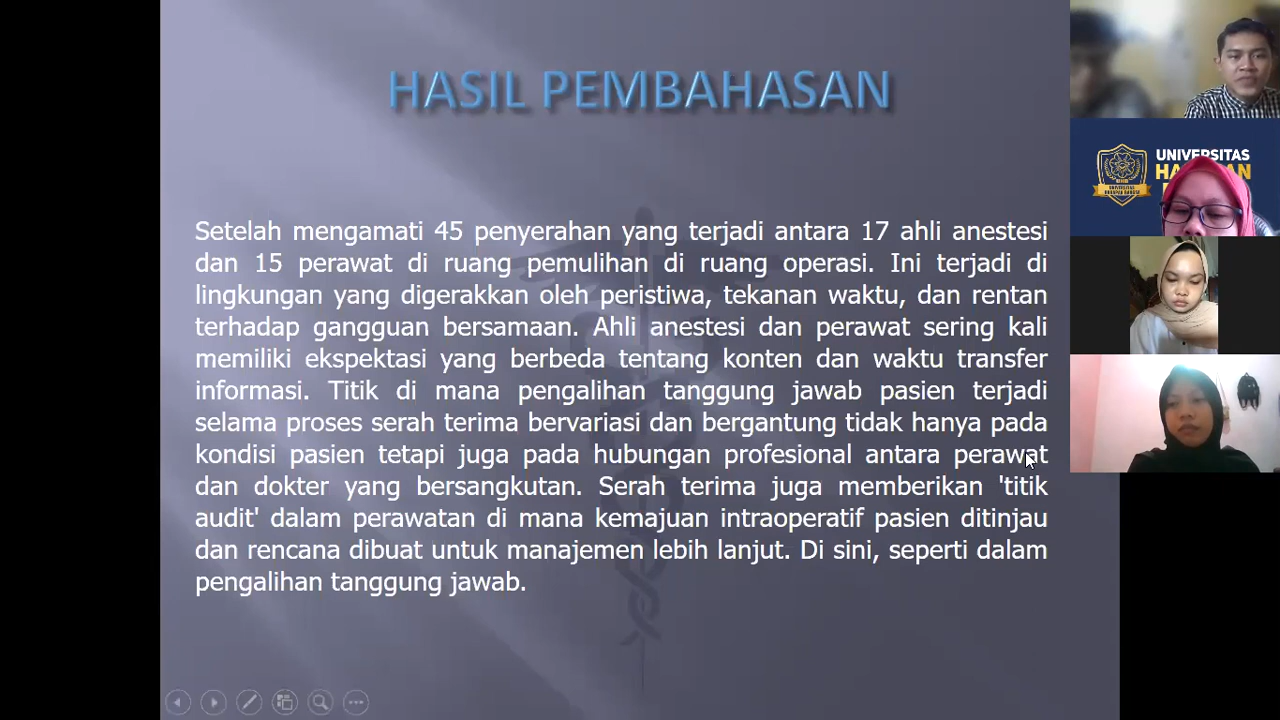 HASIL PEMBAHASAN
Setelah mengamati 45 penyerahan yang terjadi antara 17 ahli anestesi
dan 15 perawat di ruang pemulihan di ruang operasi. Ini terjadi di
lingkungan yang digerakkan oleh peristiwa, tekanan waktu, dan rentan
terhadap gangguan bersamaan. Ahli anestesi dan perawat sering kali
memiliki ekspektasi yang berbeda tentang konten dan waktu transfer
informasi. Titik di mana pengalihan tanggung jawab pasien terjadi
selama proses serah terima bervariasi dan bergantung tidak hanya pada
kondisi pasien tetapi juga pada hubungan profesional antara perawat
dan dokter yang bersangkutan. Serah terima juga memberikan 'titik
audit' dalam perawatan di mana kemajuan intraoperatif pasien ditinjau
dan rencana dibuat untuk manajemen lebih lanjut. Di sini, seperti dalam
pengalihan tanggung jawab.
UNIVERSITAS